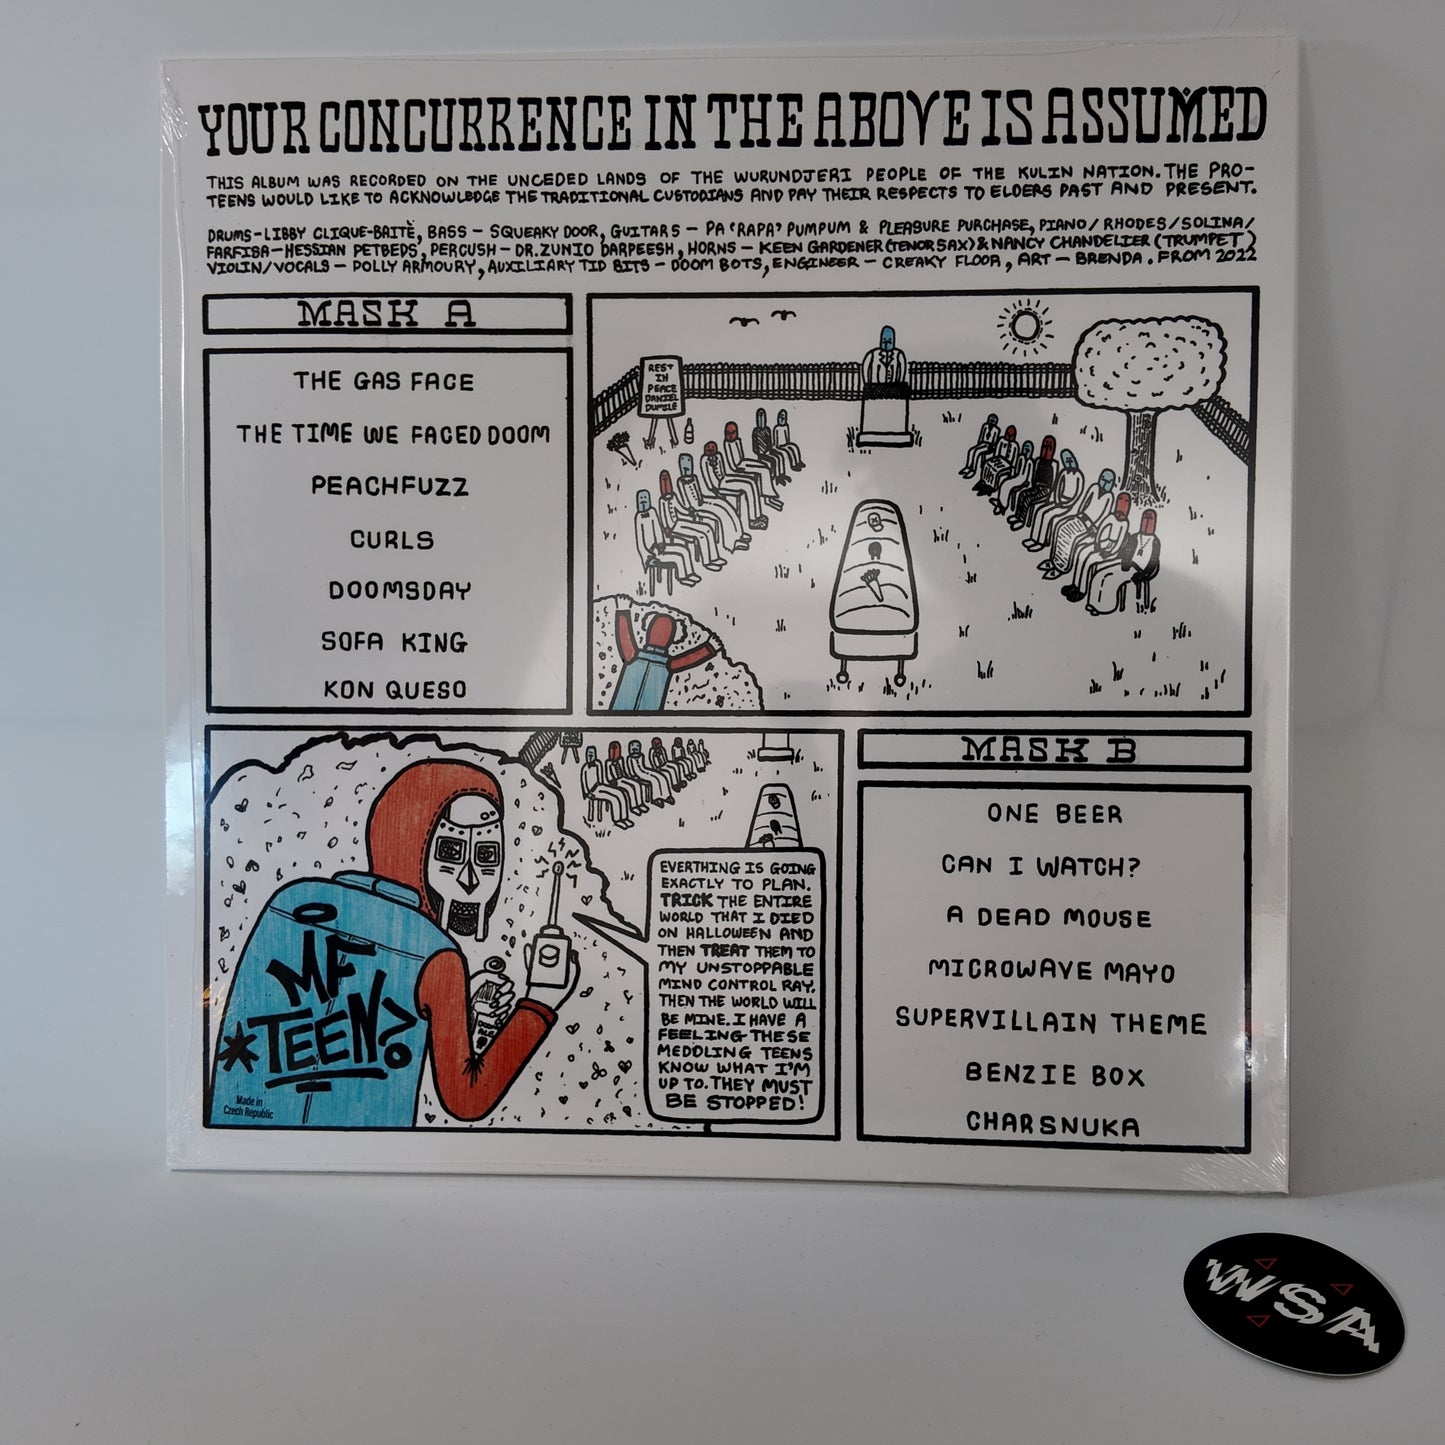 YOUR CONCURRENCE IN THE ABOVE IS ASSUMED
THIS ALBUM WAS RECORDED ON THE UNCEDED LANDS OF THE WURUNDJERI PEOPLE OF THE KULIN NATION. THE PRO-
TEENS WOULD LIKE TO ACKNOWLEDGE THE TRADITIONAL CUSTODIANS AND PAY THEIR RESPECTS TO ELDERS PAST AND PRESENT.
DRUMS-LIBBY CLIQUE-BAITÈ, BASS - SQUEAKY DOOR, GUITARS - PA 'RAPA' PUMPUM & PLEASURE PURCHASE, PIANO/RHODES/SOLINA/
FARFISA-HESSIAN PETBEDS, PERCUSH-DR.ZUNIO DARPEESH, HORNS - KEEN GARDENER (TENOR SAX) & NANCY CHANDELIER (TRUMPET)
VIOLIN/VOCALS - POLLY ARMOURY, AUXILIARY TID BITS - DOOM BOTS, ENGINEER - CREAKY FLOOR, ART - BRENDA. FROM 2022
MASK A
THE GAS FACE
THE TIME WE FACED DOOM
PEACHFUZZ
CURLS
DOOMSDAY
SOFA KING
KON QUESO
REST
IN
PEACE
DANIEL
DUMILE
MF
*TEEN?
Made in
Czech Republic
EVERTHING IS GOING
EXACTLY TO PLAN.
TRICK THE ENTIRE
WORLD THAT I DIED
ON HALLOWEEN AND
THEN TREAT THEM TO
MY UNSTOPPABLE
MIND CONTROL RAY.
THEN THE WORLD WILL
BE MINE. I HAVE A
FEELING THESE
MEDDLING TEENS
KNOW WHAT I'M
UP TO. THEY MUST
BE STOPPED!
MASK B
ONE BEER
CAN I WATCH?
A DEAD MOUSE
MICROWAVE MAYO
SUPERVILLAIN THEME
BENZIE BOX
CHARSNUKA
WSA